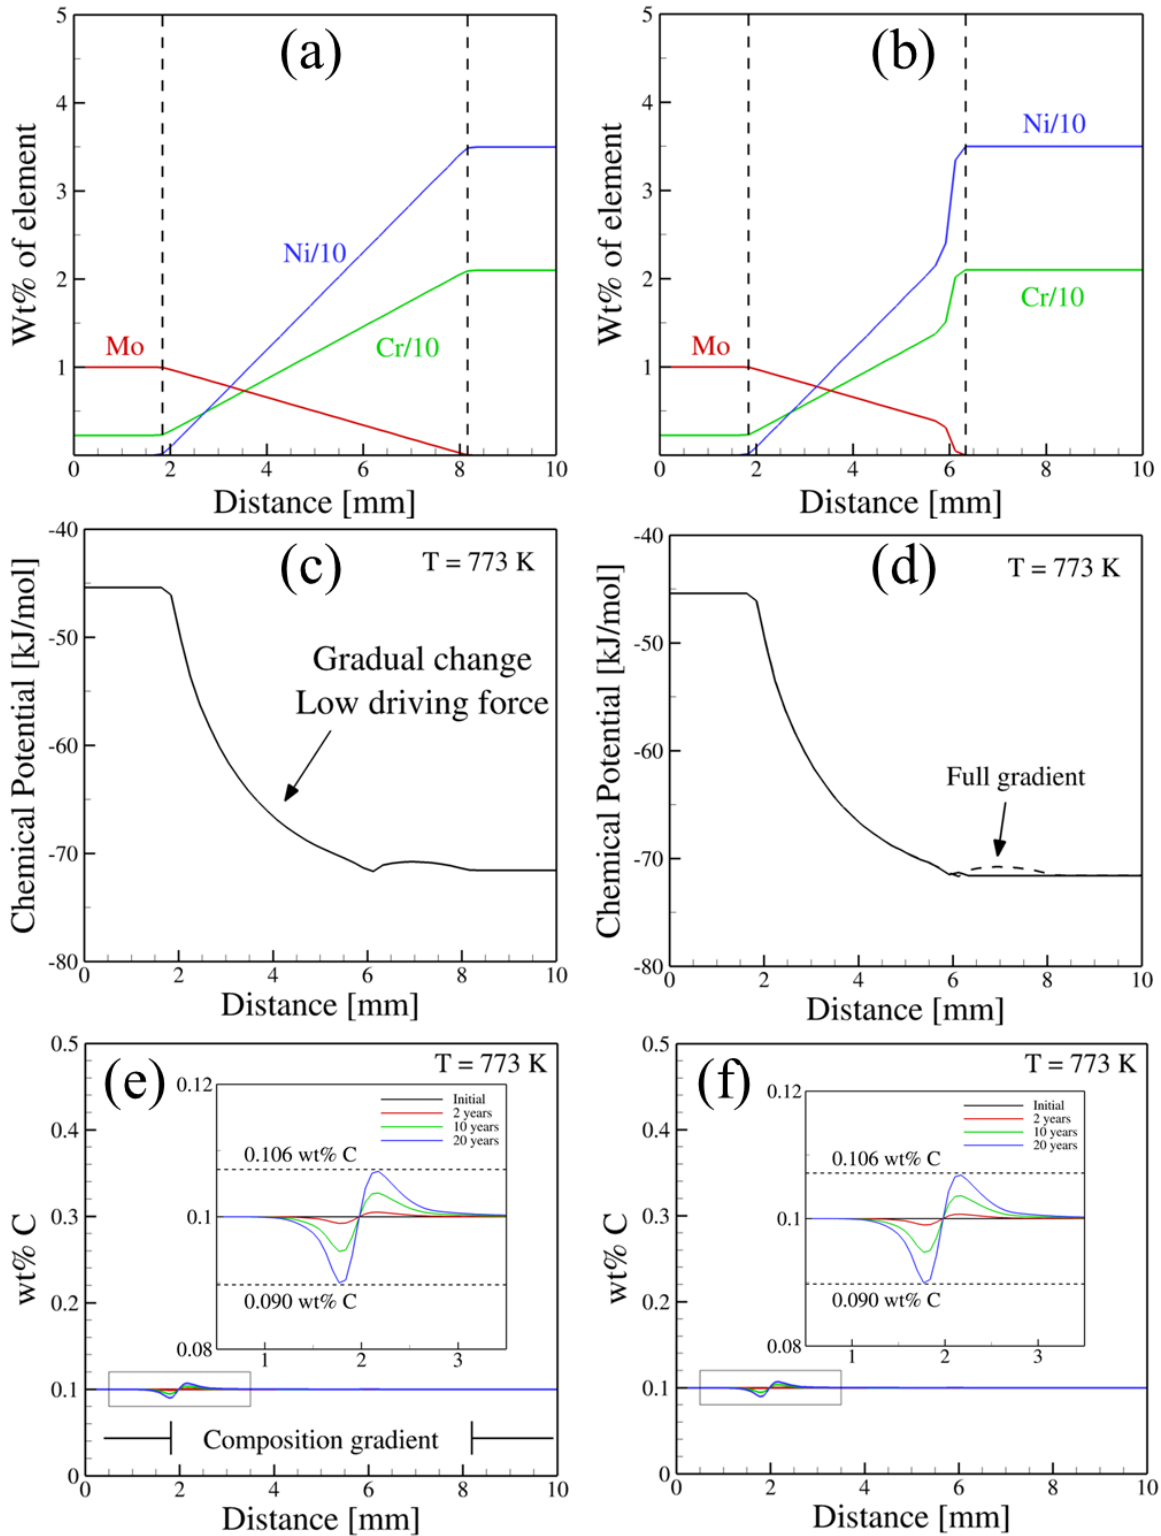 (a)
5
4
3
2
1
0
2
4
6
8
10
Wt% of element
Distance [mm]
Ni/10
Cr/10
Mo
(b)
5
4
3
2
1
0
2
4
6
8
10
Wt% of element
Distance [mm]
Ni/10
Cr/10
Mo
(c)
T = 773 K
-40
-50
-60
-70
-80
0
2
4
6
8
10
Chemical Potential [kJ/mol]
Distance [mm]
Gradual change
Low driving force
(d)
T = 773 K
-40
-50
-60
-70
-80
0
2
4
6
8
10
Chemical Potential [kJ/mol]
Distance [mm]
Full gradient
(e)
T = 773 K
0.5
0.4
0.3
0.2
0.1
0
0
2
4
6
8
10
wt% C
Distance [mm]
0.12
0.1
0.08
1
2
3
Initial
2 years
10 years
20 years
0.106 wt% C
0.090 wt% C
Composition gradient
(f)
T = 773 K
0.5
0.4
0.3
0.2
0.1
0
0
2
4
6
8
10
wt% C
Distance [mm]
0.12
0.1
0.08
1
2
3
Initial
2 years
10 years
20 years
0.106 wt% C
0.090 wt% C